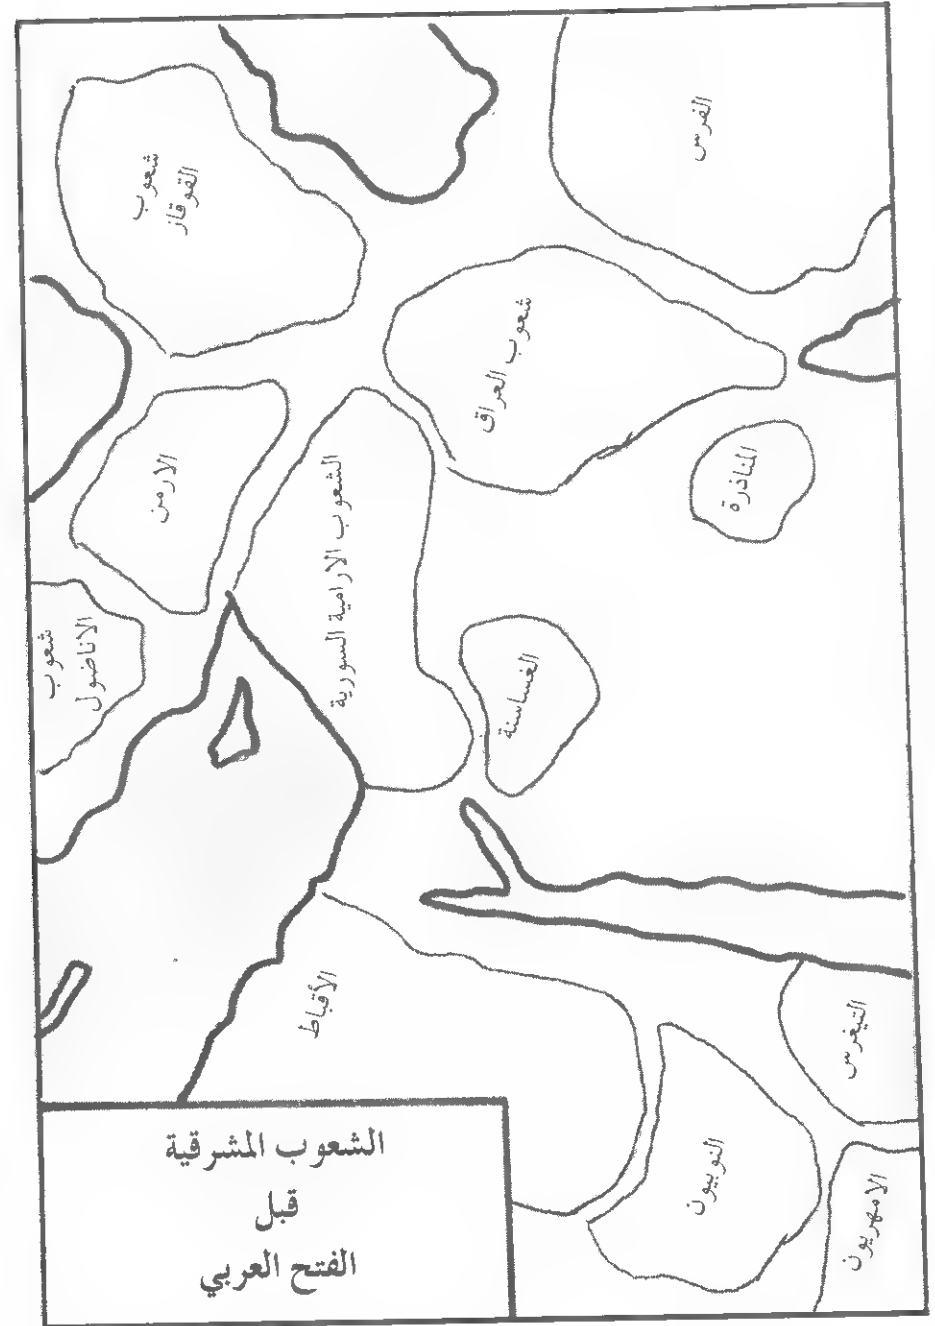 الفرس
شعوب
القوقاز
شعوب العراق
المناذرة
الارمن
الشعوب الارامية السورية
شعوب
الاناضول
الغساسنة
الأقباط
التيغرس
النوبيون
الامهريون
الشعوب المشرقية
قبل
الفتح العربي